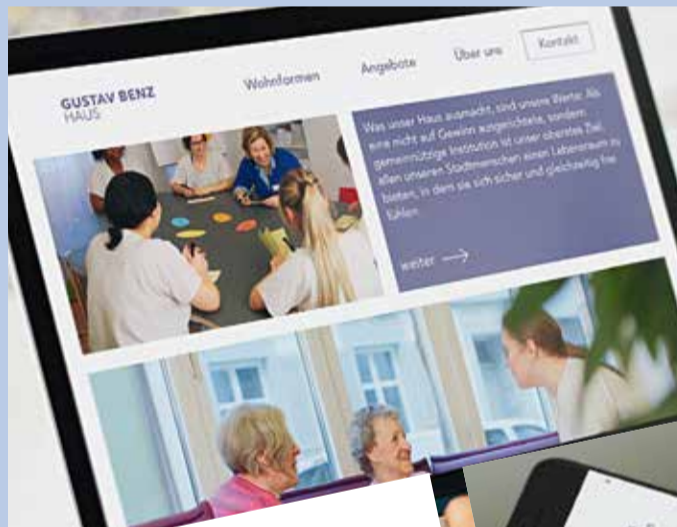 GUSTAV BENZ
HAUS
Wohnformen
Angebote
Über uns
Kontakt
Was unser Haus ausmacht, sind unsere Werte: Als
eine nicht auf Gewinn ausgerichtete, sondern
gemeinnützige Institution ist unser oberstes Ziel,
allen unseren Stadtmenschen einen Lebensraum zu
bieten, in dem sie sich sicher und gleichzeitig frei
fühlen.
weiter